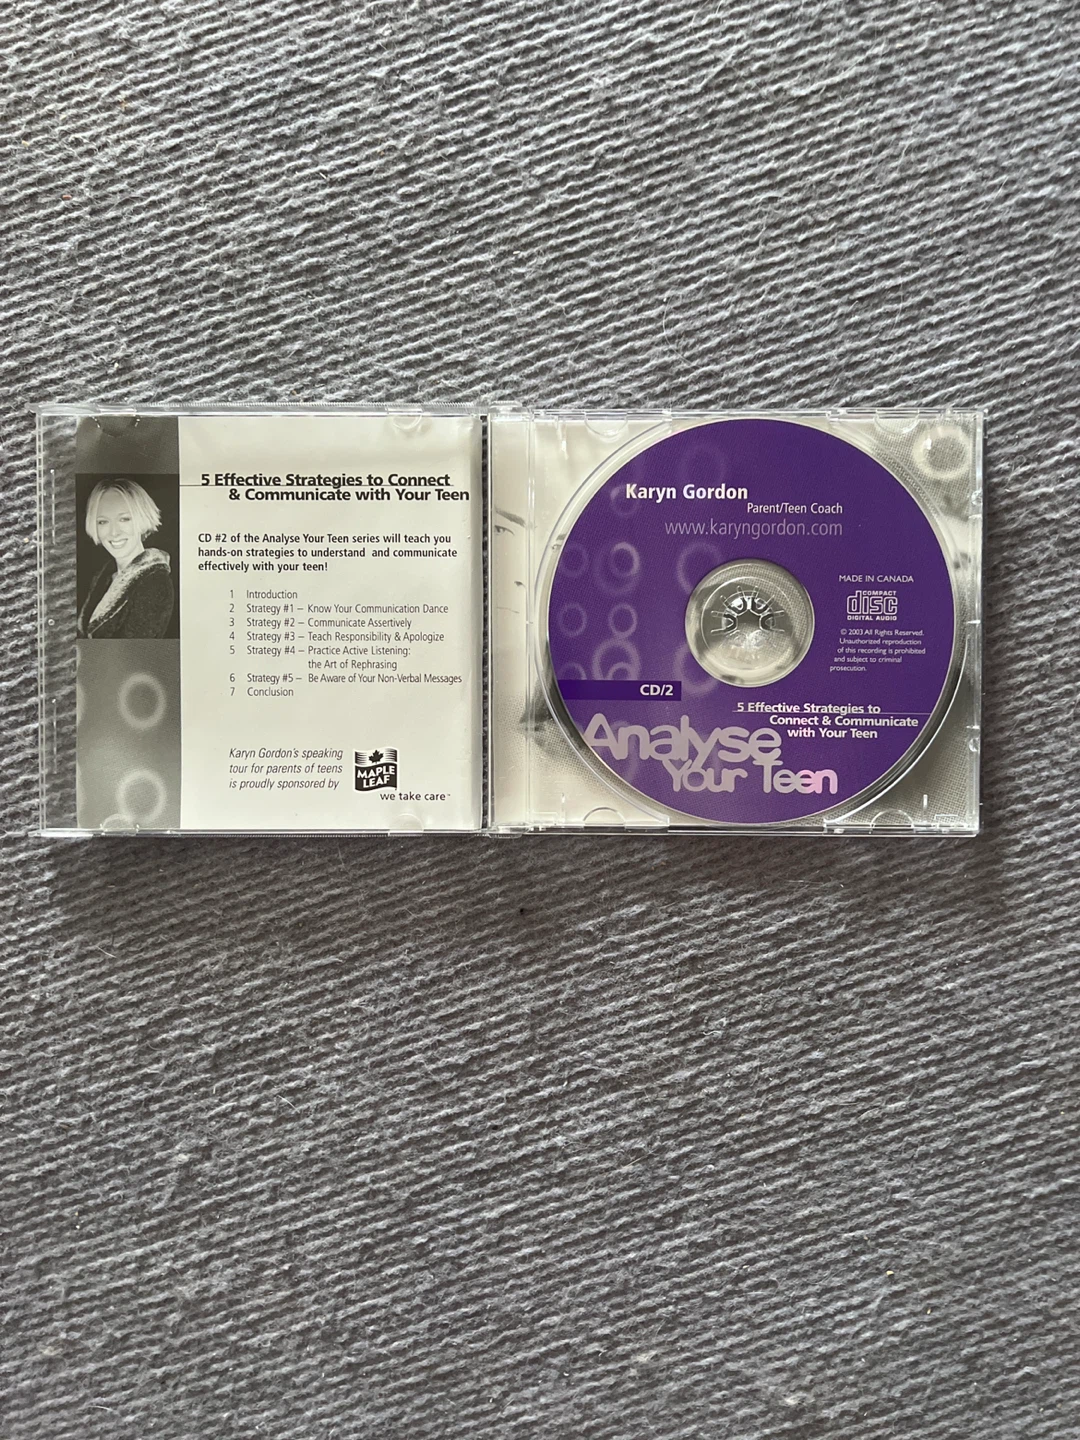 5 Effective Strategies to Connect
& Communicate with Your Teen
CD #2 of the Analyse Your Teen series will teach you
hands-on strategies to understand and communicate
effectively with your teen!
1 Introduction
2 Strategy #1 – Know Your Communication Dance
3 Strategy #2 – Communicate Assertively
4 Strategy #3 – Teach Responsibility & Apologize
5 Strategy #4 – Practice Active Listening:
the Art of Rephrasing
6 Strategy #5 – Be Aware of Your Non-Verbal Messages
7 Conclusion
Karyn Gordon's speaking
tour for parents of teens
is proudly sponsored by
MAPLE
LEAF
we take care™
Karyn Gordon
Parent/Teen Coach
www.karyngordon.com
MADE IN CANADA
COMPACT
disc
DIGITAL AUDIO
© 2003 All Rights Reserved.
Unauthorized reproduction
of this recording is prohibited
and subject to criminal
prosecution.
CD/2
5 Effective Strategies to
Connect & Communicate
with Your Teen
Analyse
Your Teen